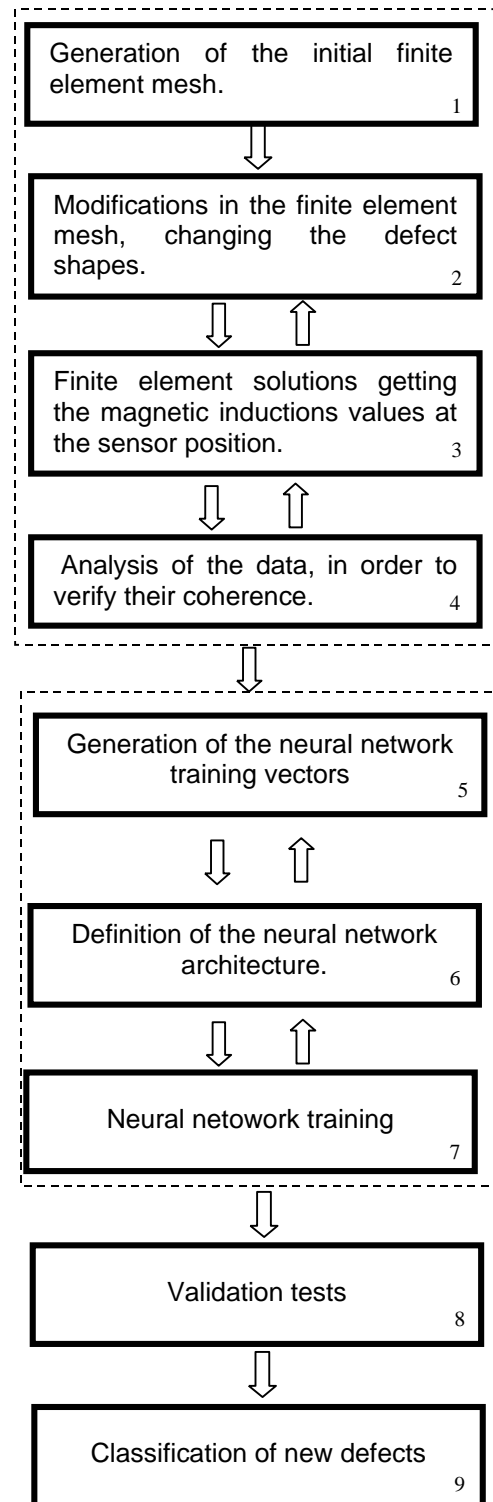 Generation of the initial finite
element mesh.
1
Modifications in the finite element
mesh, changing the defect
shapes.
2
Finite element solutions getting
the magnetic inductions values at
the sensor position.
3
Analysis of the data, in order to
verify their coherence.
4
Generation of the neural network
training vectors
5
Definition of the neural network
architecture.
6
Neural netowork training
7
Validation tests
8
Classification of new defects
9